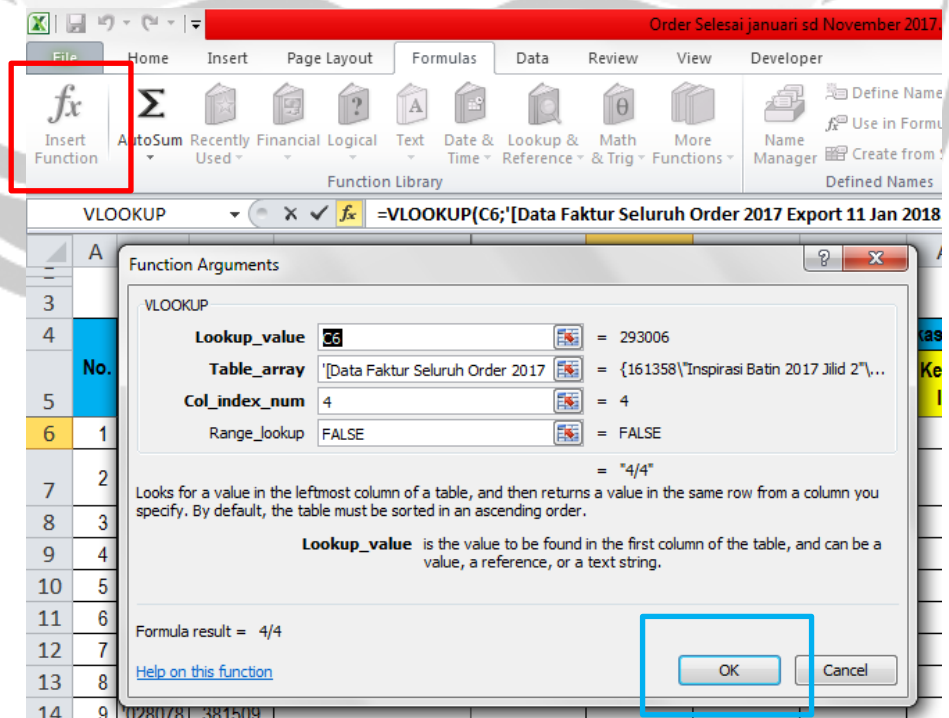 Order Selesai januari sd November 2017.
File Home Insert Page Layout Formulas Data Review View Developer
fx Insert Function
Σ AutoSum
Recently Used
Financial
Logical
A Text
Date & Time
Lookup & Reference
θ Math & Trig
More Functions
Name Manager
Define Name
Use in Formu
Create from
Function Library
Defined Names
VLOOKUP fx =VLOOKUP(C6;'[Data Faktur Seluruh Order 2017 Export 11 Jan 2018
A
Function Arguments
VLOOKUP
Lookup_value C6 = 293006
Table_array '[Data Faktur Seluruh Order 2017 = {161358\"Inspirasi Batin 2017 Jilid 2"\...
Col_index_num 4 = 4
Range_lookup FALSE = FALSE
= "4/4"
Looks for a value in the leftmost column of a table, and then returns a value in the same row from a column you
specify. By default, the table must be sorted in an ascending order.
Lookup_value is the value to be found in the first column of the table, and can be a
value, a reference, or a text string.
Formula result = 4/4
Help on this function
OK Cancel
3
4
No.
5
6 1
7 2
8 3
9 4
10 5
11 6
12 7
13 8
14 9 '028078 381509